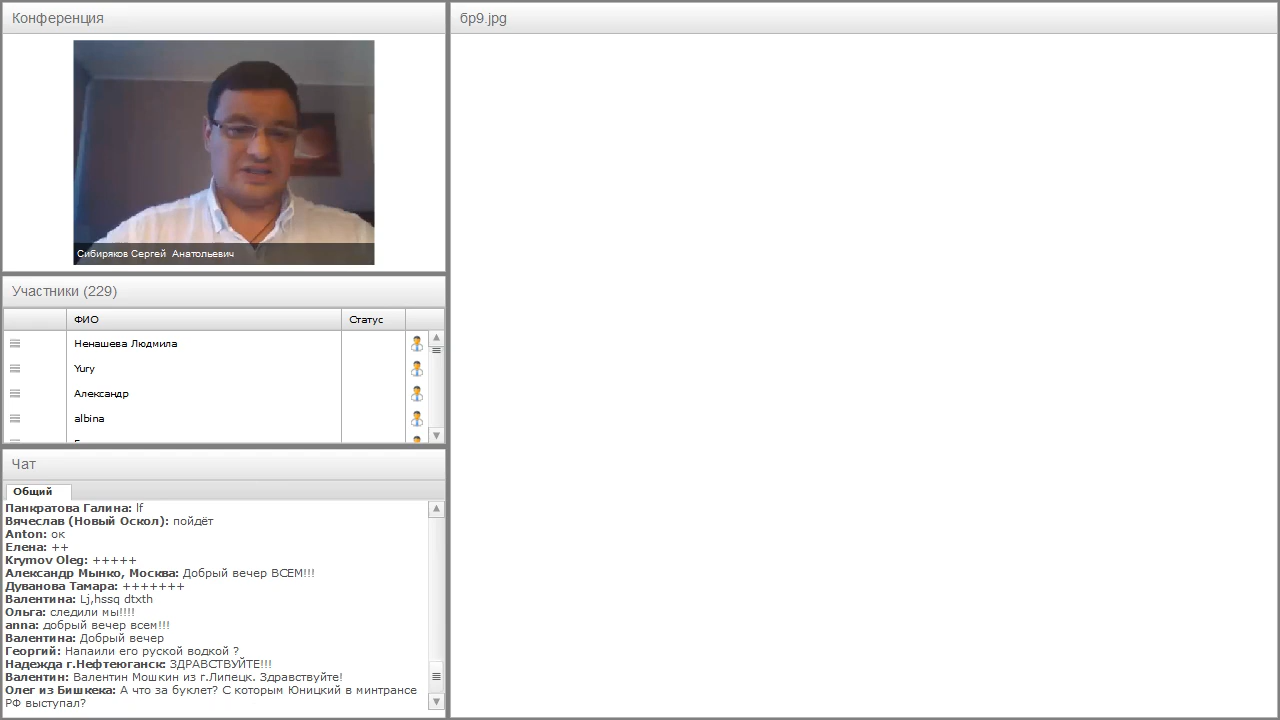 Конференция
бр9.jpg
Сибиряков Сергей Анатольевич
Участники (229)
ФИО
Статус
Ненашева Людмила
Yury
Александр
albina
Чат
Общий
Панкратова Галина: lf
Вячеслав (Новый Оскол): пойдёт
Anton: ок
Елена: ++
Krymov Oleg: +++++
Александр Мынко, Москва: Добрый вечер ВСЕМ!!!
Дуванова Тамара: +++++++
Валентина: Lj,hssq dtxth
Ольга: следили мы!!!!
anna: добрый вечер всем!!!
Валентина: Добрый вечер
Георгий: Напаили его руской водкой ?
Надежда г.Нефтеюганск: ЗДРАВСТВУЙТЕ!!!
Валентин: Валентин Мошкин из г.Липецк. Здравствуйте!
Олег из Бишкека: А что за буклет? С которым Юницкий в минтрансе
РФ выступал?